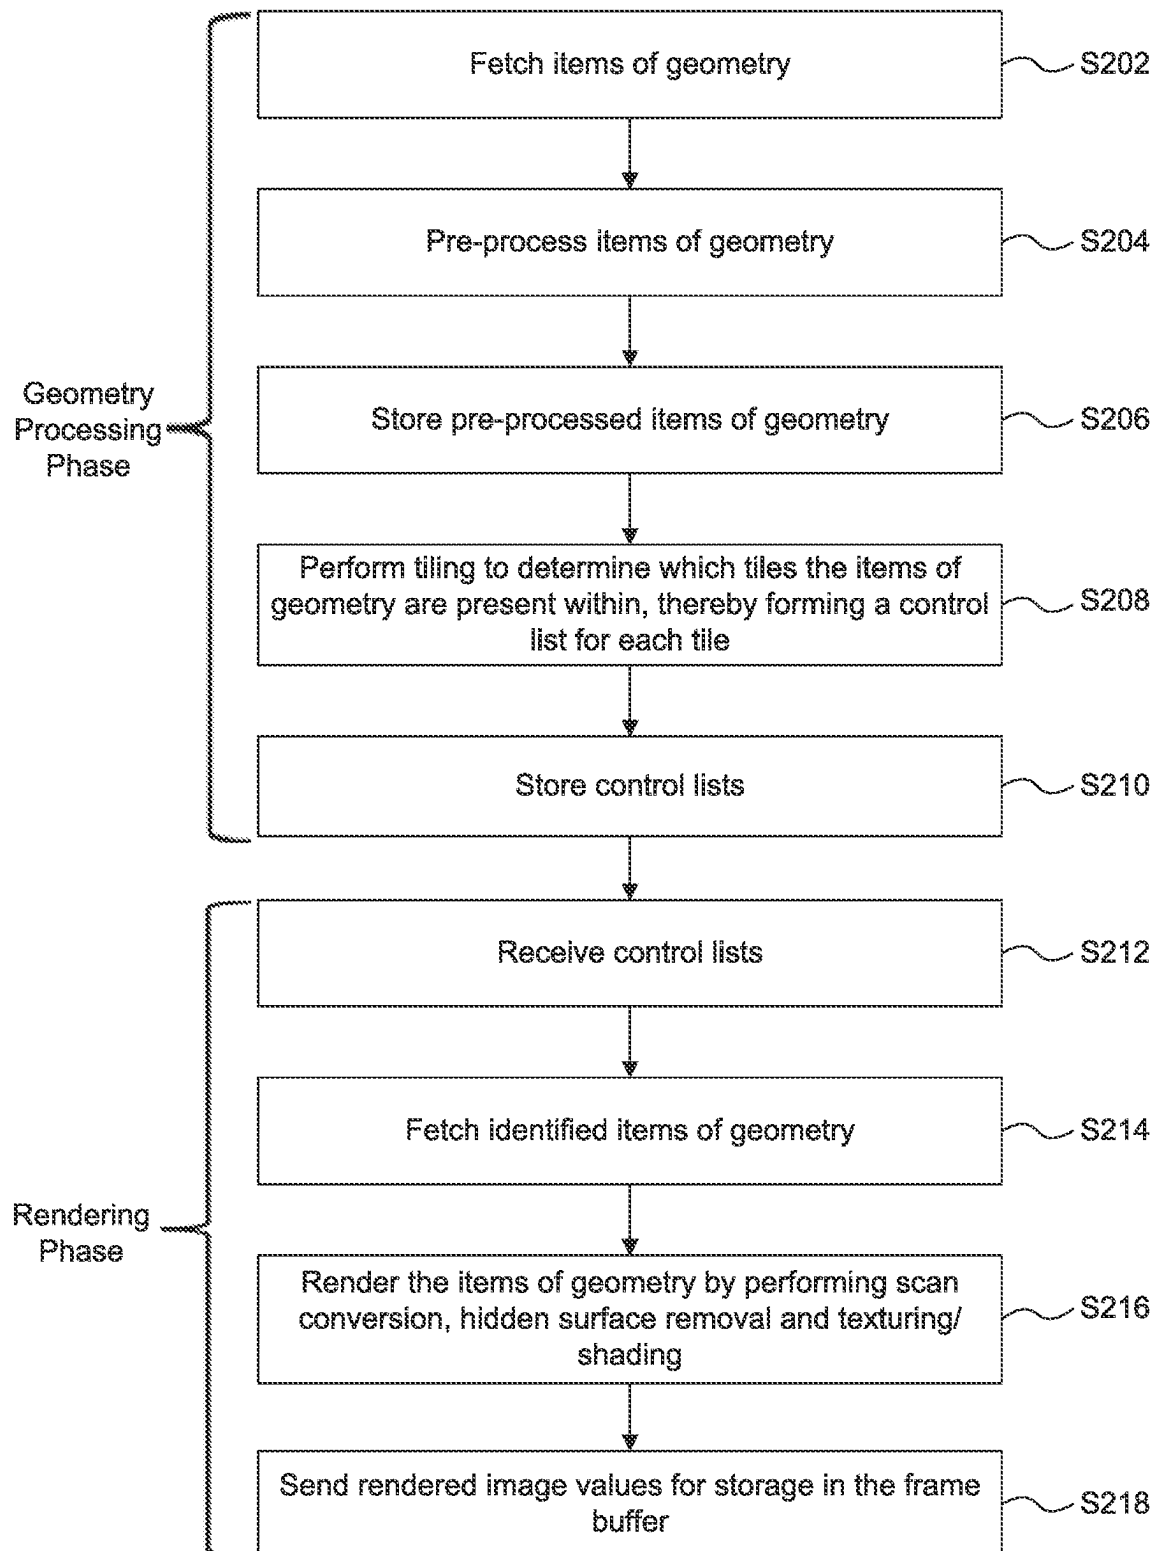 Fetch items of geometry
S202
Pre-process items of geometry
S204
Geometry
Processing
Phase
Store pre-processed items of geometry
S206
Perform tiling to determine which tiles the items of
geometry are present within, thereby forming a control
list for each tile
S208
Store control lists
S210
Receive control lists
S212
Fetch identified items of geometry
S214
Rendering
Phase
Render the items of geometry by performing scan
conversion, hidden surface removal and texturing/
shading
S216
Send rendered image values for storage in the frame
buffer
S218